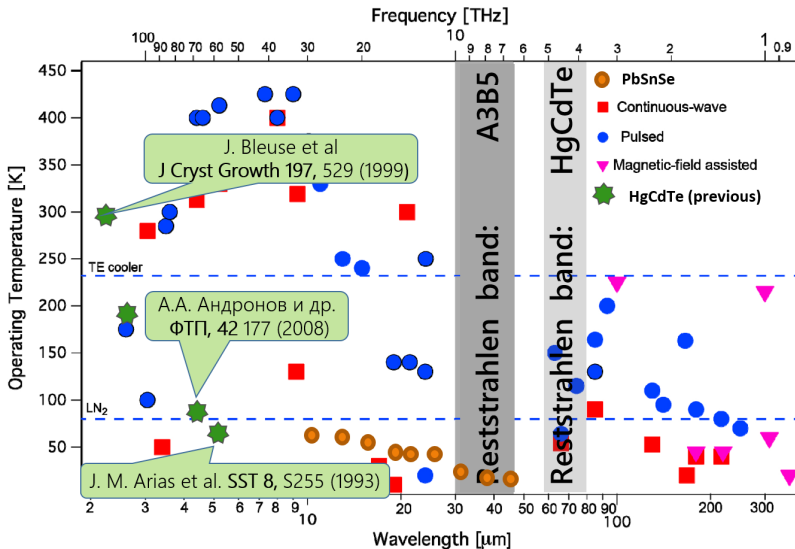 Frequency [THz]
100 90 80 70 60 50 40 30 20 10 9 8 7 6 5 4 3 2 1 0.9
Operating Temperature [K]
450
400
350
300
250
200
150
100
50
J. Bleuse et al
J Cryst Growth 197, 529 (1999)
TE cooler
А.А. Андронов и др.
ФТП, 42 177 (2008)
LN2
J. M. Arias et al. SST 8, S255 (1993)
Reststrahlen band: A3B5
Reststrahlen band: HgCdTe
PbSnSe
Continuous-wave
Pulsed
Magnetic-field assisted
HgCdTe (previous)
2 3 4 5 6 7 8 9 10 20 30 40 50 60 70 80 90 100 200 300
Wavelength [µm]